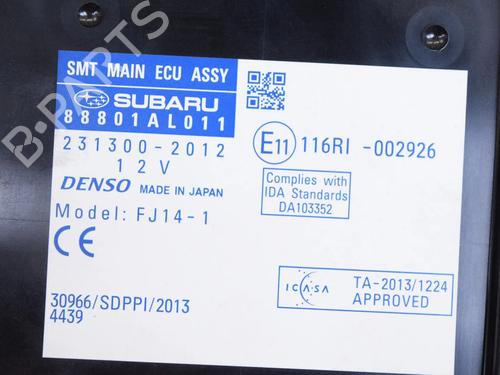 SMT MAIN ECU ASSY
SUBARU
88801AL011
231300-2012
12V
DENSO MADE IN JAPAN
Model: FJ14-1
CE
30966/SDPPI/2013
4439
E11 116RI -002926
Complies with
IDA Standards
DA103352
ICASA
TA-2013/1224
APPROVED
B-PARTS